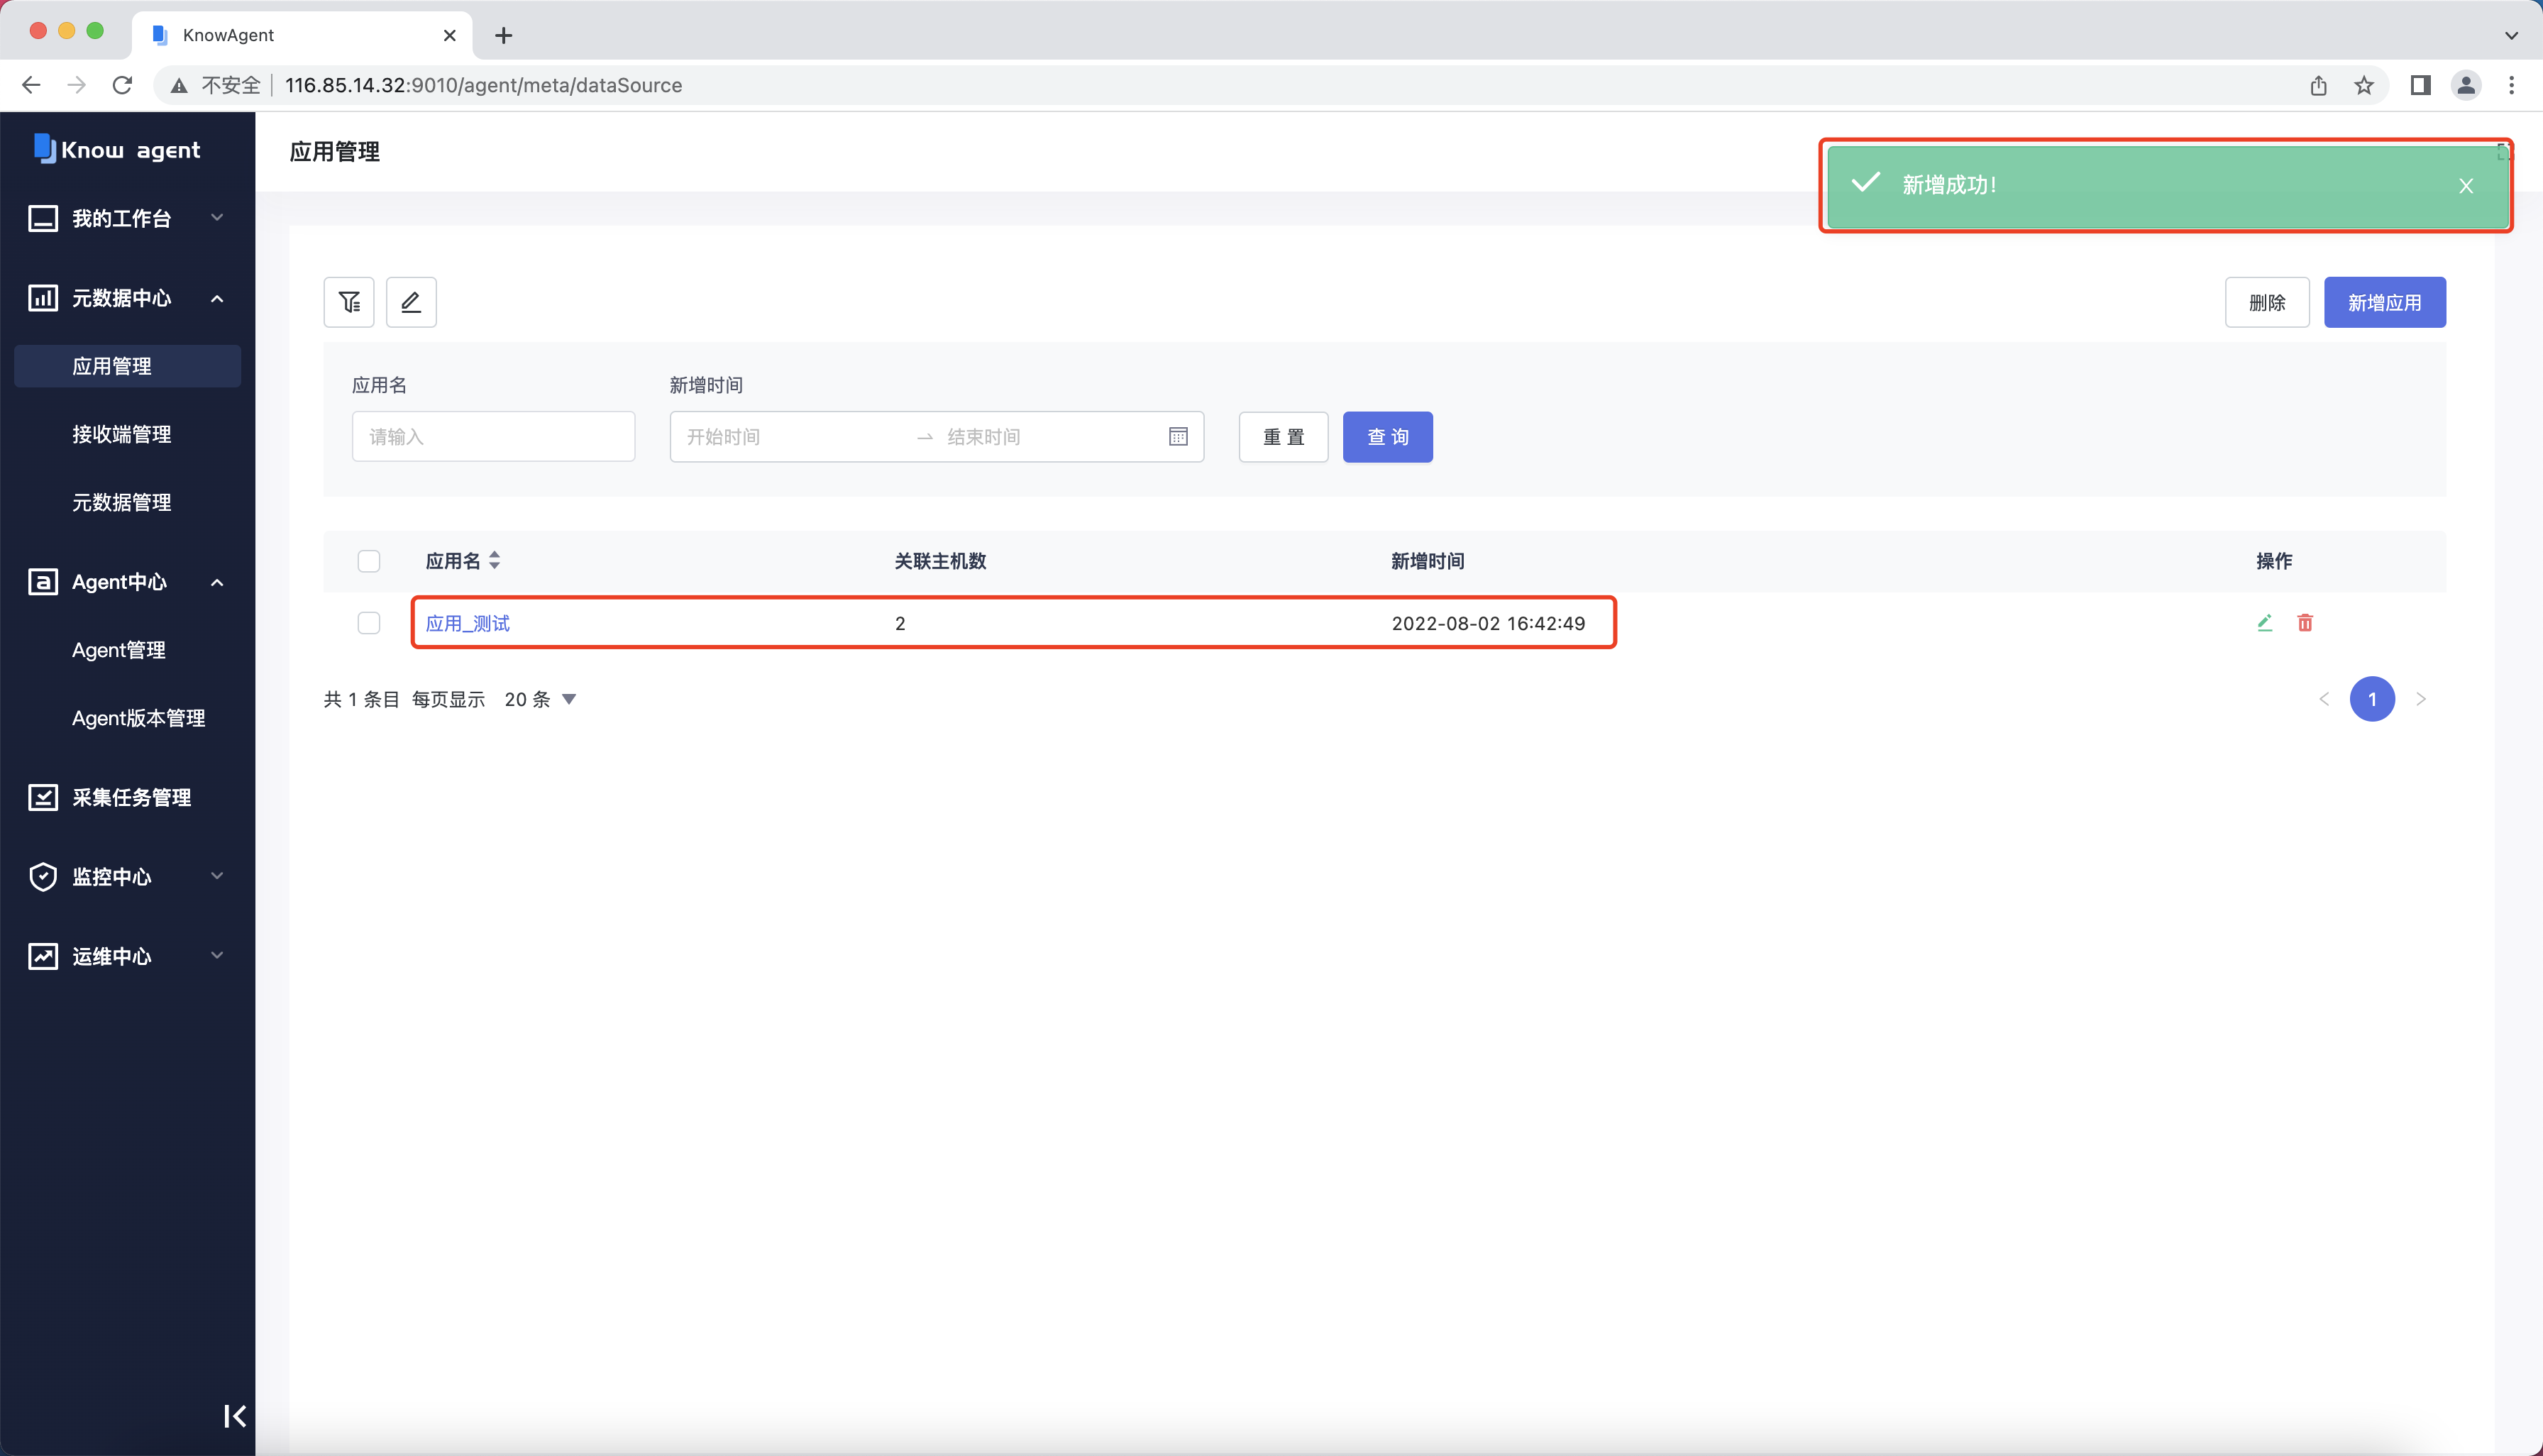 KnowAgent
不安全 116.85.14.32:9010/agent/meta/dataSource
Know agent
我的工作台
元数据中心
应用管理
接收端管理
元数据管理
Agent中心
Agent管理
Agent版本管理
采集任务管理
监控中心
运维中心
应用管理
新增成功!
删除 新增应用
应用名 新增时间
请输入 开始时间 → 结束时间 重 置 查 询
应用名 关联主机数 新增时间 操作
应用_测试 2 2022-08-02 16:42:49
共 1 条目 每页显示 20 条 < 1 >